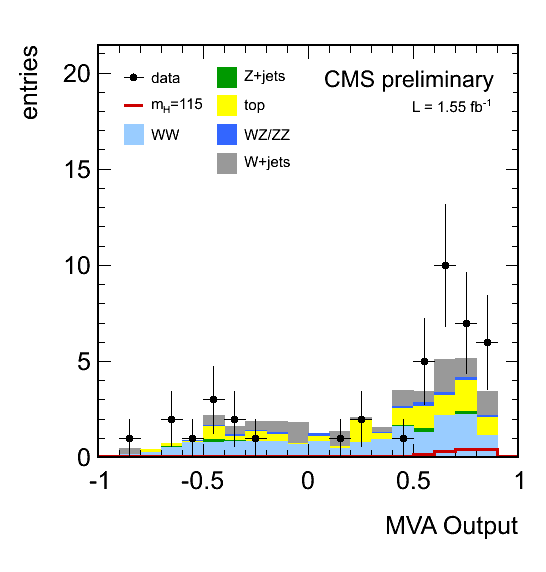 entries
20
15
10
5
0
data
m_H=115
WW
Z+jets
top
WZ/ZZ
W+jets
CMS preliminary
L = 1.55 fb⁻¹
-1 -0.5 0 0.5 1
MVA Output